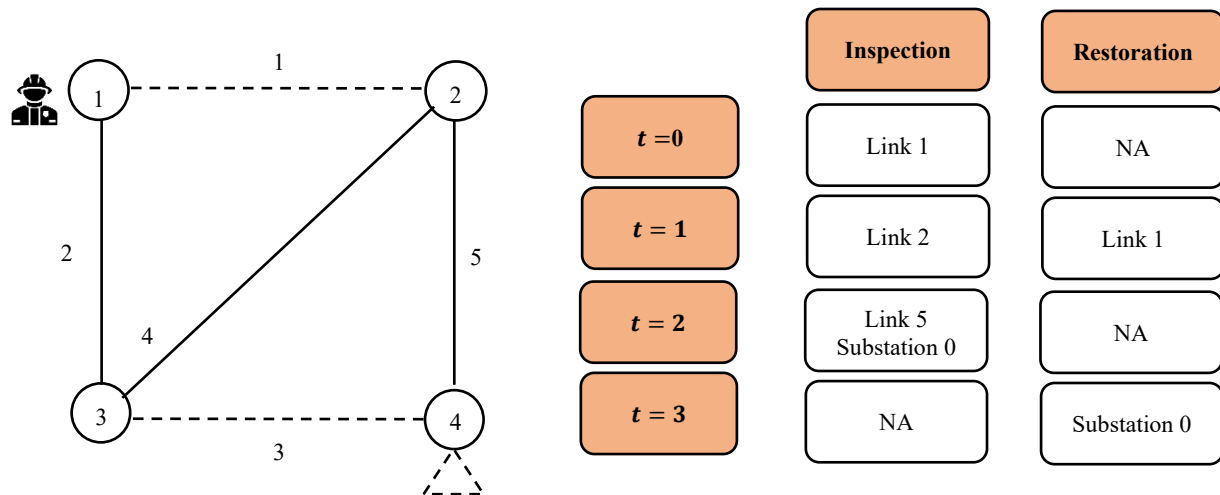 Inspection
Restoration
1
1
2
t =0
Link 1
NA
t = 1
Link 2
Link 1
2
5
t = 2
Link 5
Substation 0
NA
4
3
4
t = 3
NA
Substation 0
3